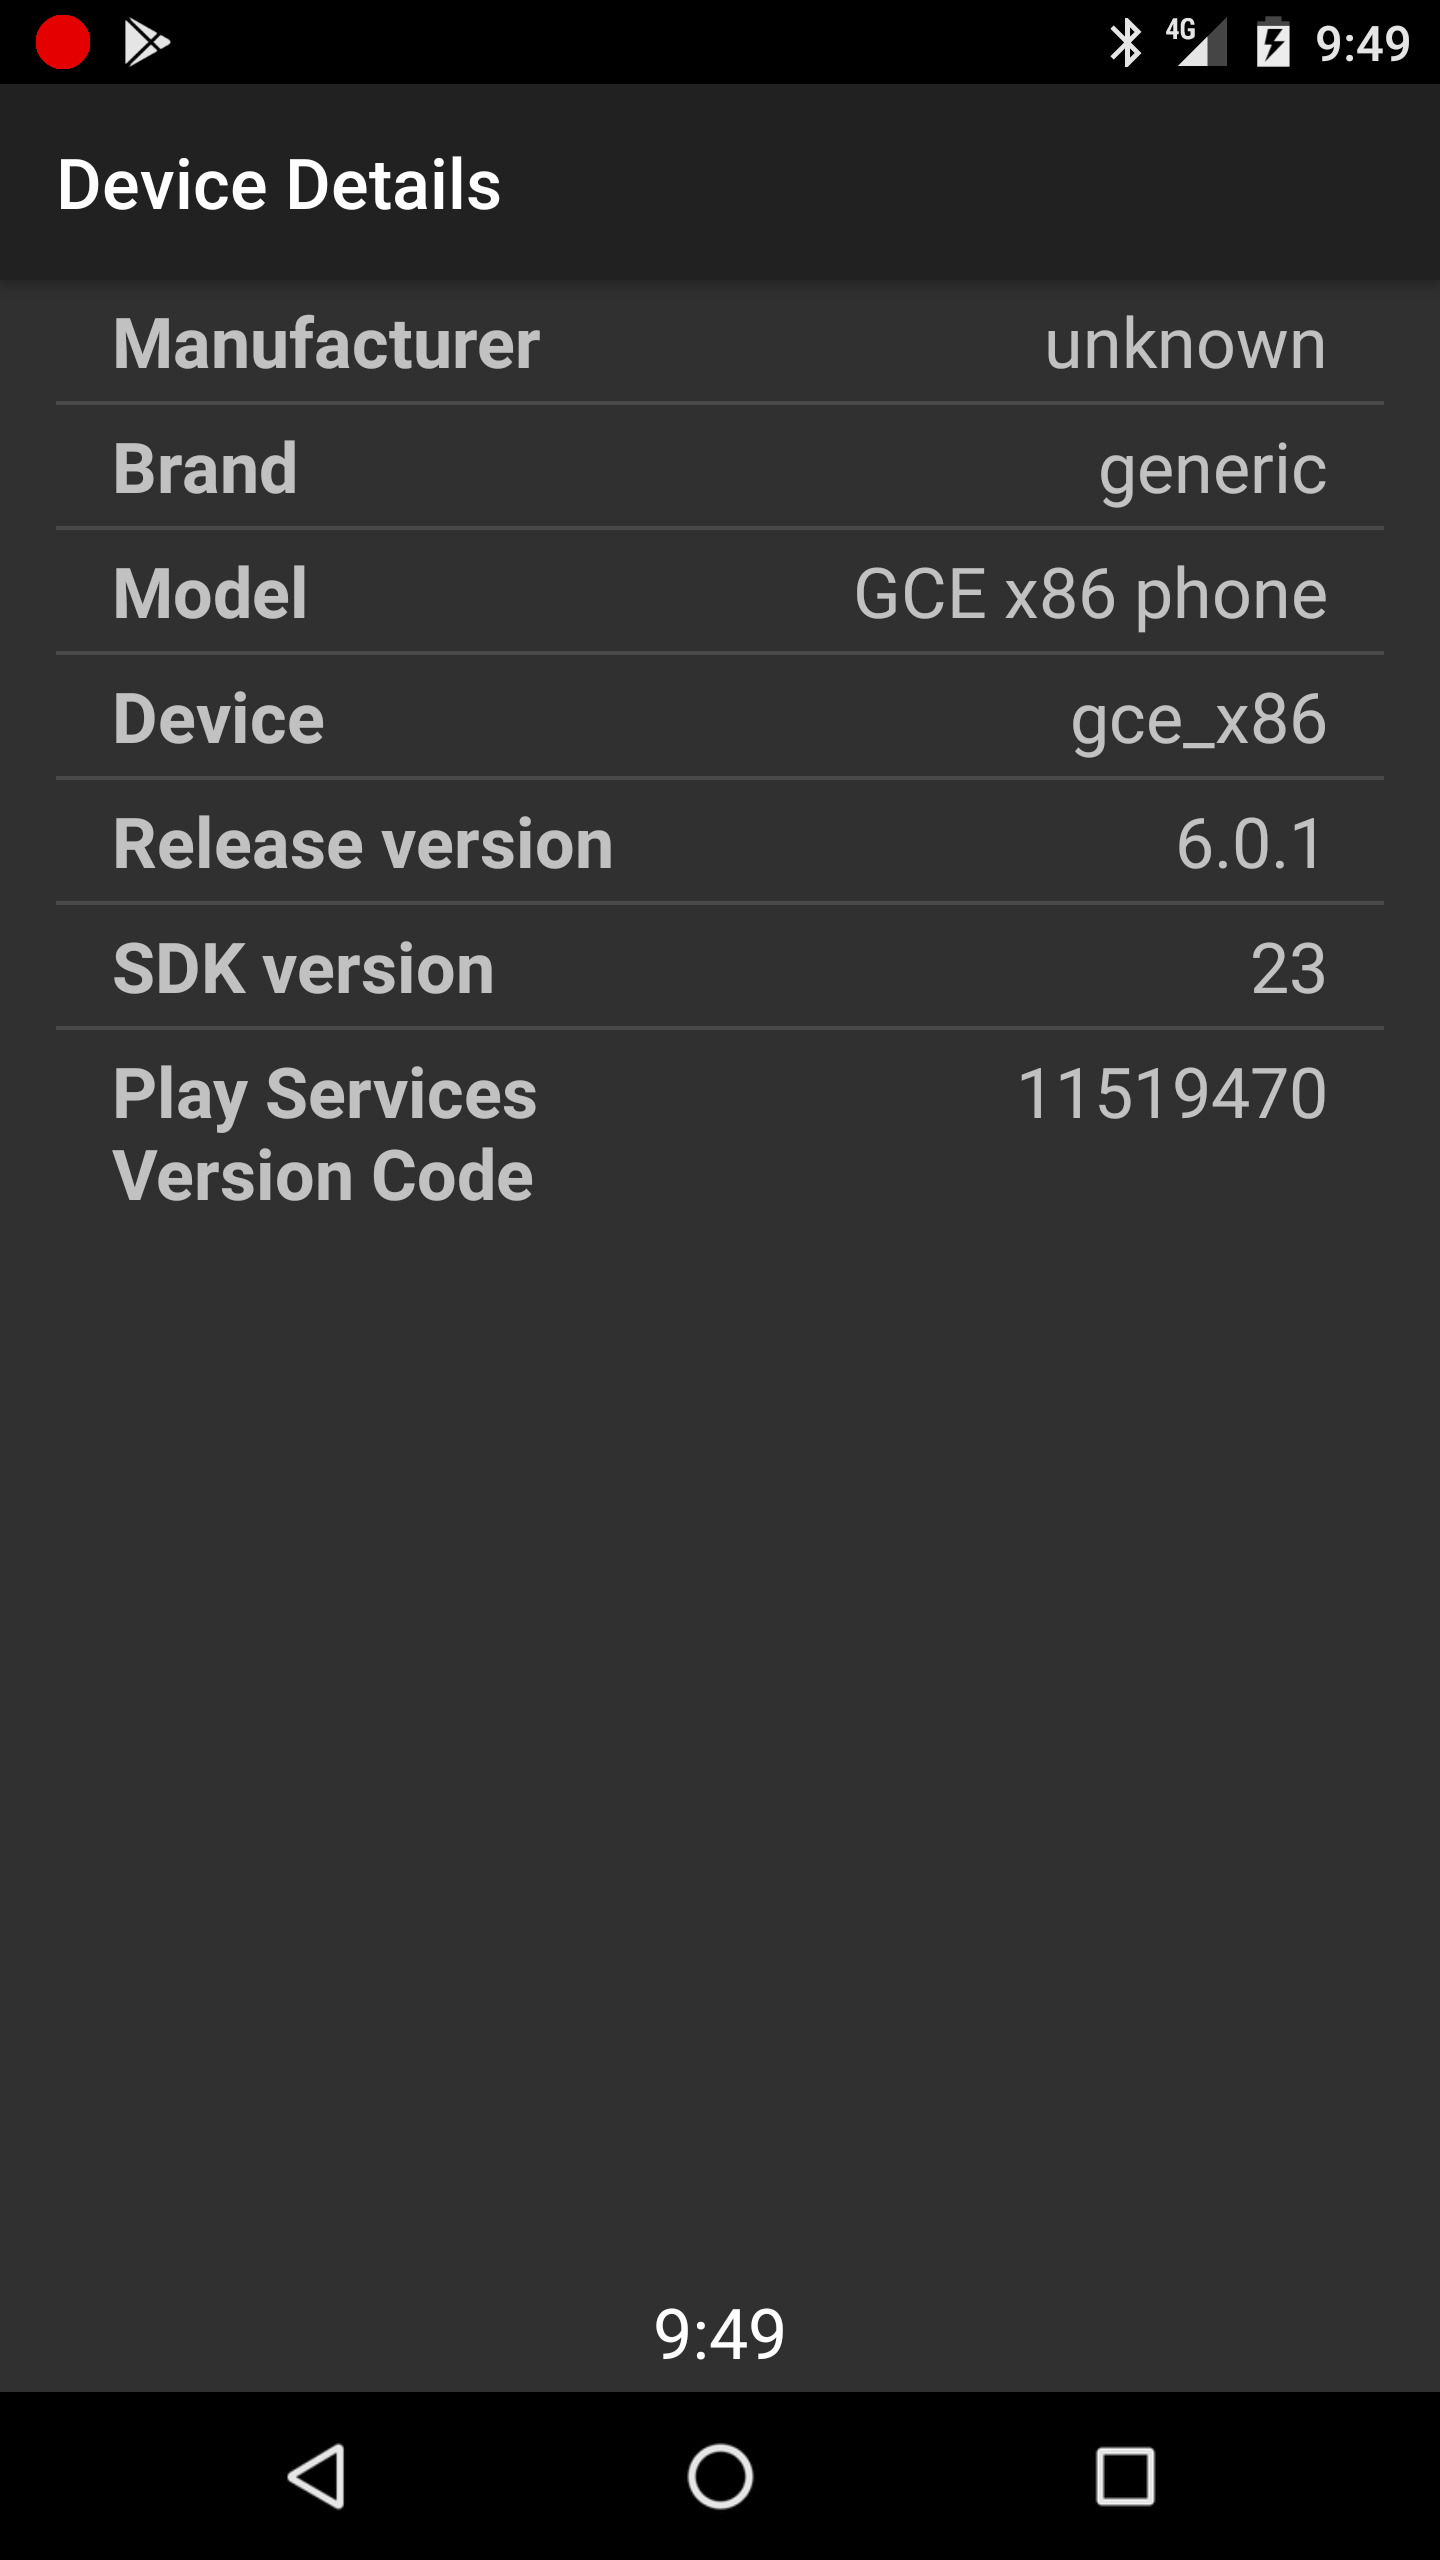 4G 9:49
Device Details
Manufacturer unknown
Brand generic
Model GCE x86 phone
Device gce_x86
Release version 6.0.1
SDK version 23
Play Services 11519470
Version Code
9:49